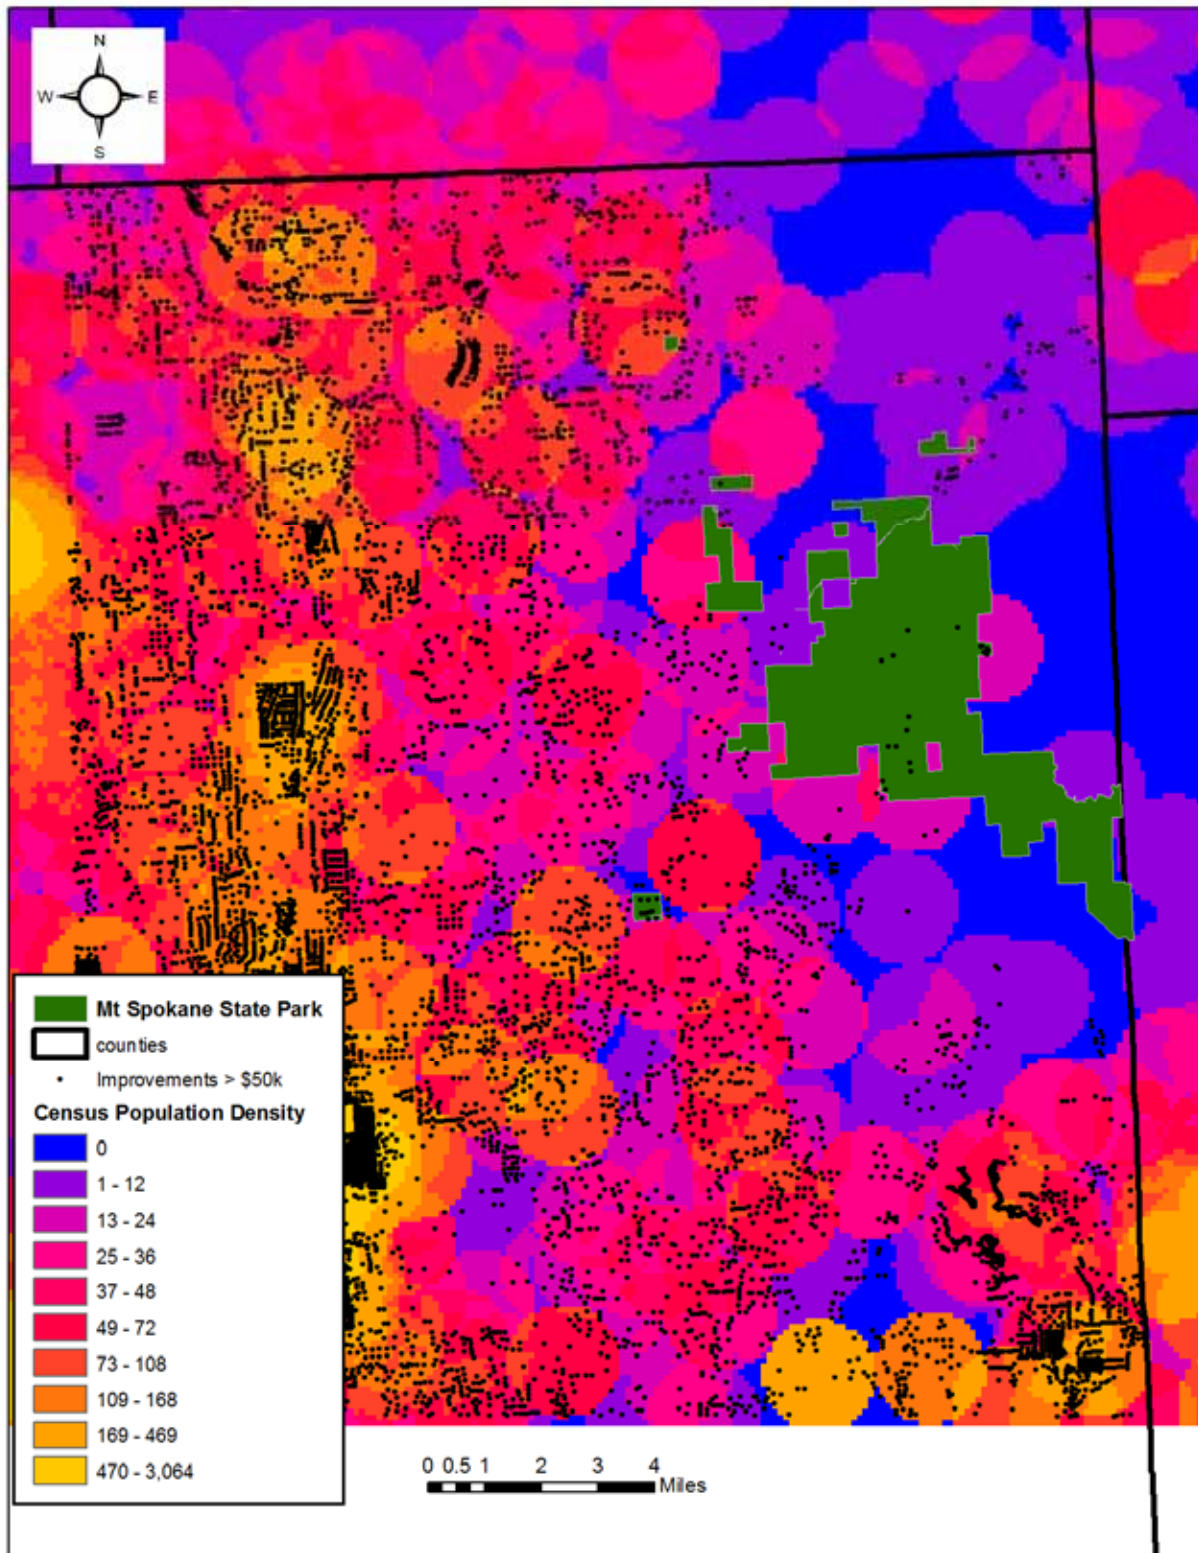 N
W E
S
Mt Spokane State Park
counties
Improvements > $50k
Census Population Density
0
1 - 12
13 - 24
25 - 36
37 - 48
49 - 72
73 - 108
109 - 168
169 - 469
470 - 3,064
0 0.5 1 2 3 4
Miles